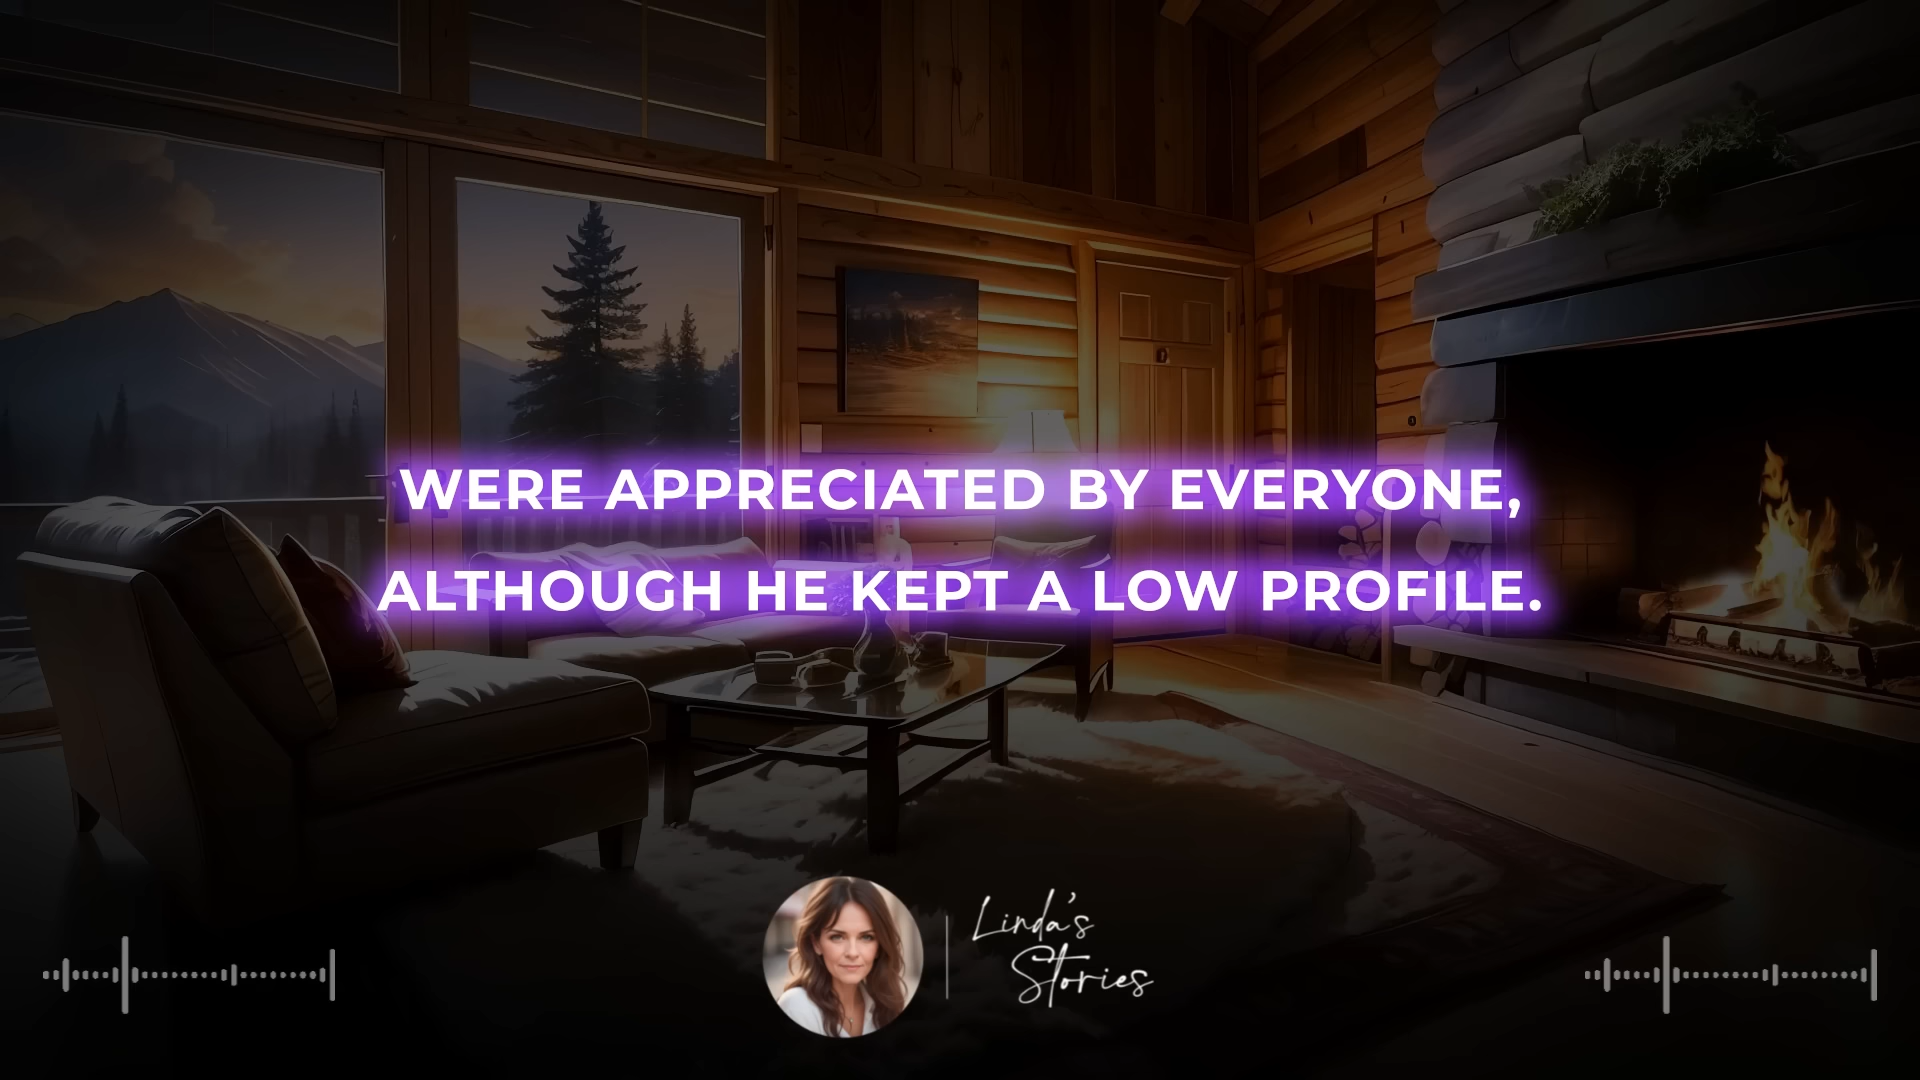 WERE APPRECIATED BY EVERYONE,
ALTHOUGH HE KEPT A LOW PROFILE.
Linda's
Stories